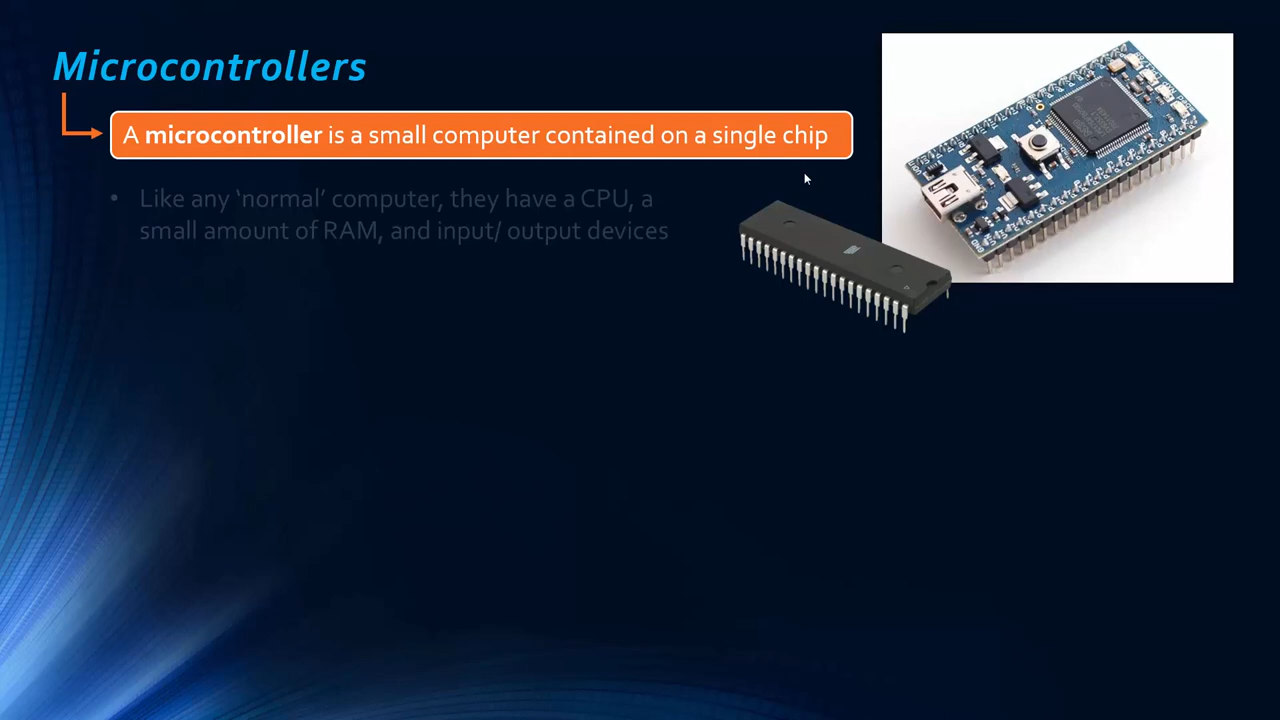 Microcontrollers
A microcontroller is a small computer contained on a single chip
• Like any ‘normal’ computer, they have a CPU, a
small amount of RAM, and input/ output devices